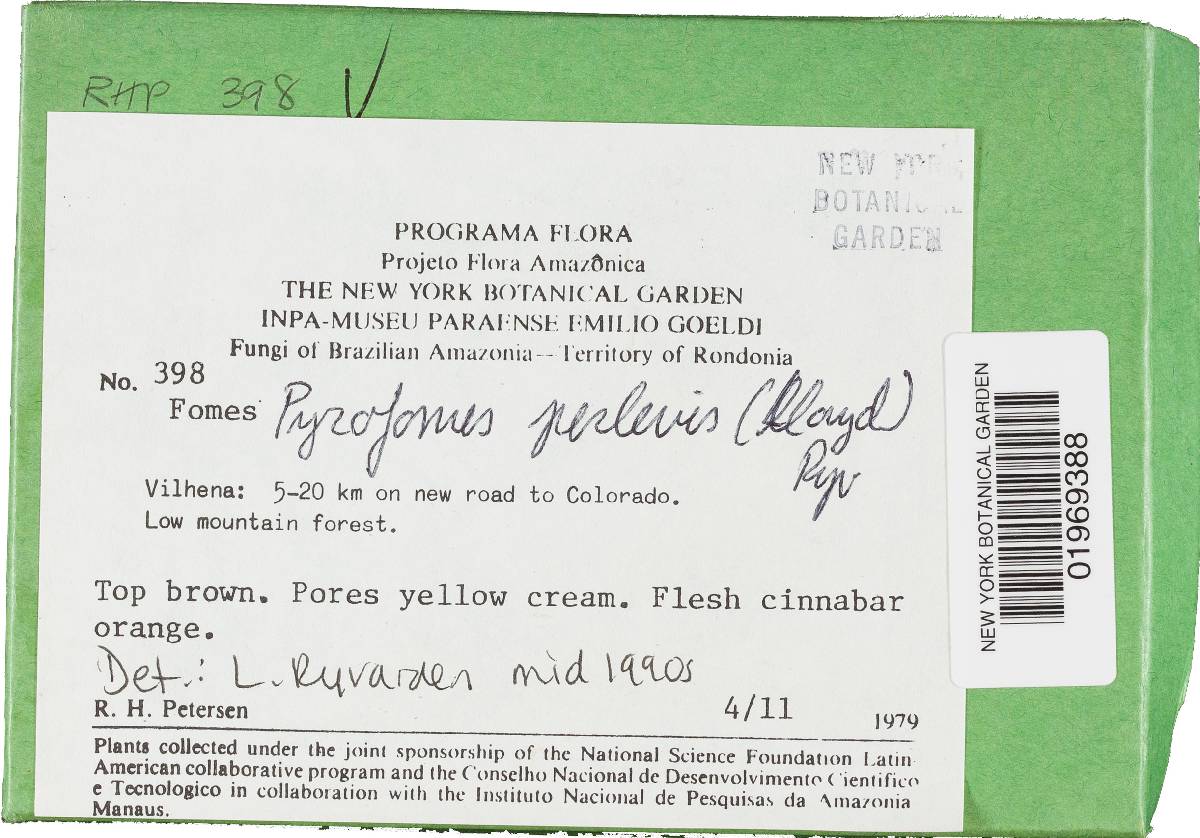 RHP 398 V
NEW YORK
BOTANICAL
GARDEN
PROGRAMA FLORA
Projeto Flora Amazônica
THE NEW YORK BOTANICAL GARDEN
INPA-MUSEU PARAENSE EMILIO GOELDI
Fungi of Brazilian Amazonia--Territory of Rondonia
No. 398
Fomes Pyrofomes perlevis (Lloyd)
Ryv
Vilhena: 5-20 km on new road to Colorado.
Low mountain forest.
Top brown. Pores yellow cream. Flesh cinnabar
orange.
Det.: L. Ryvarden mid 1990s
R. H. Petersen 4/11 1979
Plants collected under the joint sponsorship of the National Science Foundation Latin
American collaborative program and the Conselho Nacional de Desenvolvimento Cientifico
e Tecnologico in collaboration with the Instituto Nacional de Pesquisas da Amazonia
Manaus.
NEW YORK BOTANICAL GARDEN
01969388